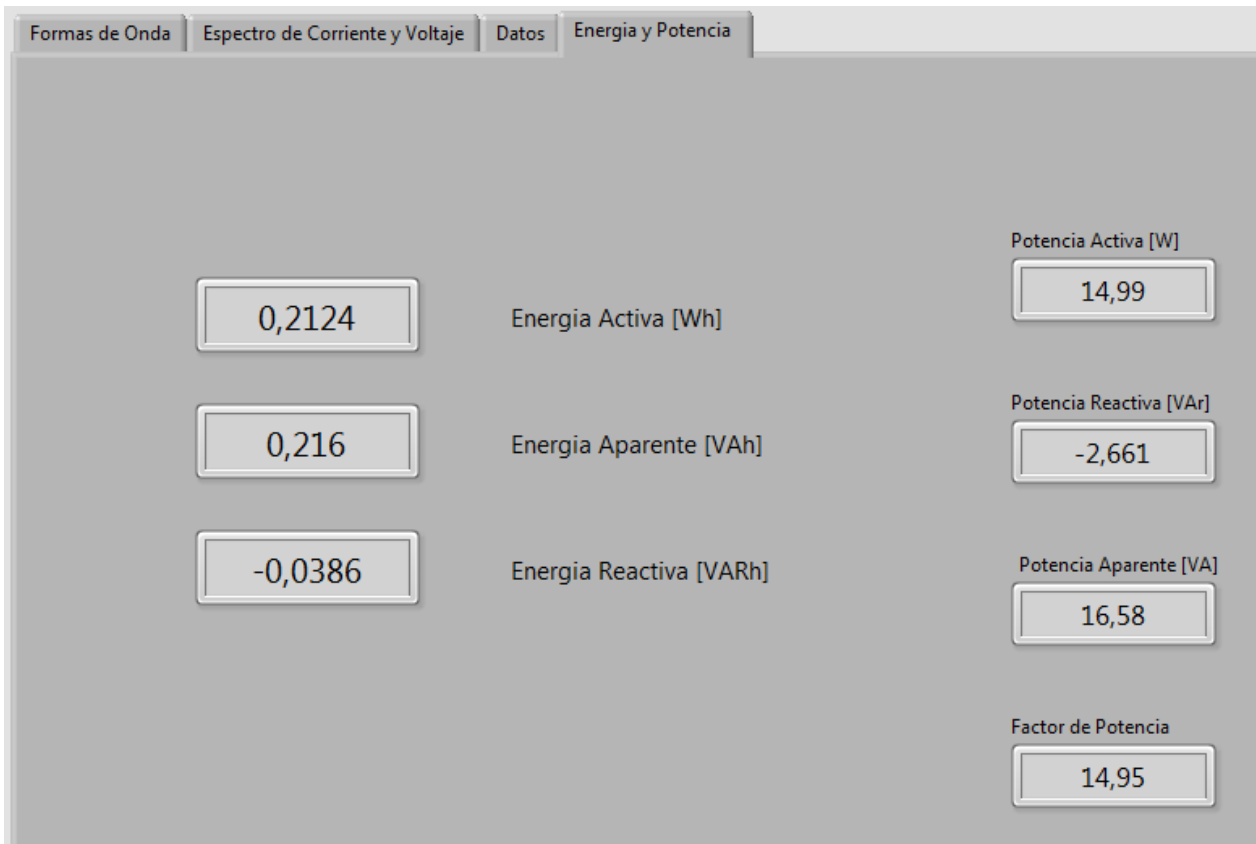 Formas de Onda
Espectro de Corriente y Voltaje
Datos
Energia y Potencia
0,2124
Energia Activa [Wh]
0,216
Energia Aparente [VAh]
-0,0386
Energia Reactiva [VARh]
Potencia Activa [W]
14,99
Potencia Reactiva [VAr]
-2,661
Potencia Aparente [VA]
16,58
Factor de Potencia
14,95